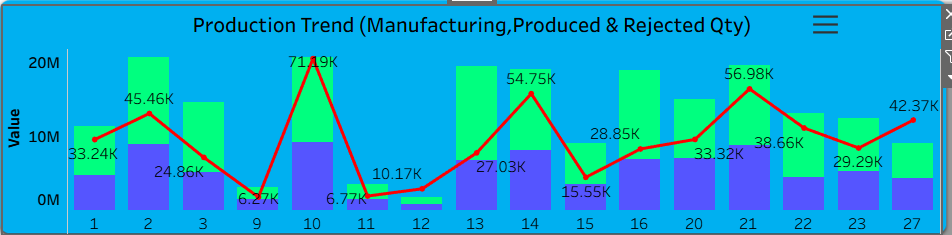 Production Trend (Manufacturing,Produced & Rejected Qty)
Value
20M
10M
0M
33.24K
45.46K
24.86K
6.27K
71.19K
6.77K
10.17K
27.03K
54.75K
15.55K
28.85K
33.32K
56.98K
38.66K
29.29K
42.37K
1 2 3 9 10 11 12 13 14 15 16 20 21 22 23 27